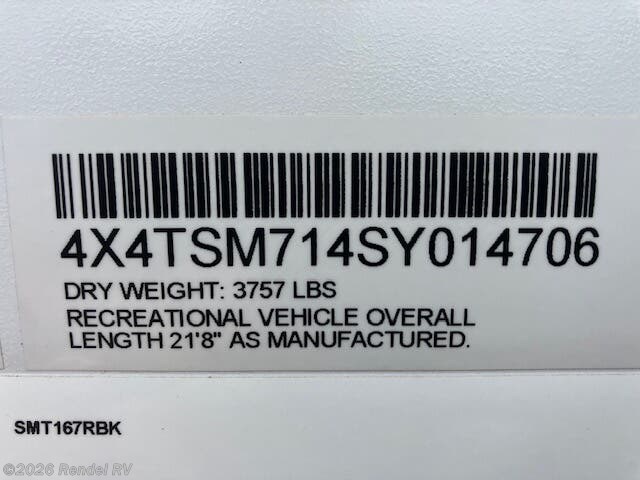 4X4TSM714SY014706
DRY WEIGHT: 3757 LBS
RECREATIONAL VEHICLE OVERALL
LENGTH 21'8" AS MANUFACTURED.
SMT167RBK
©2026 Rendel RV